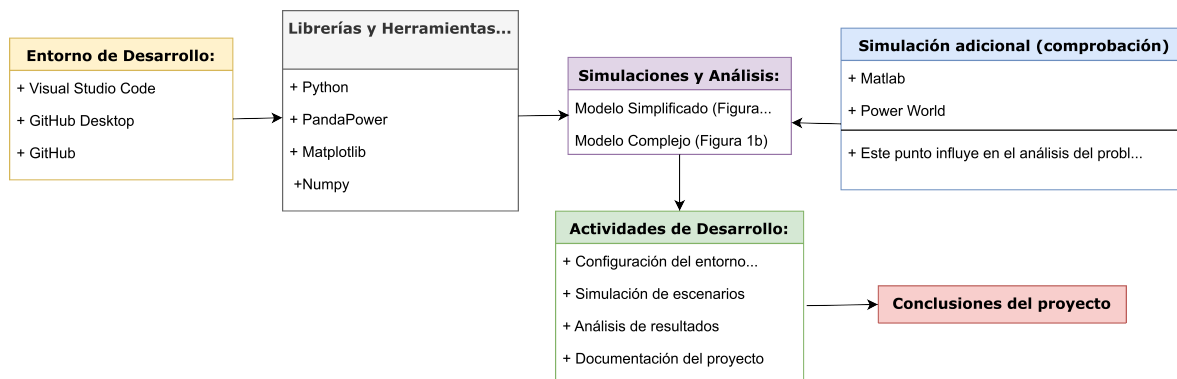 Entorno de Desarrollo:
+ Visual Studio Code
+ GitHub Desktop
+ GitHub
Librerías y Herramientas...
+ Python
+ PandaPower
+ Matplotlib
+Numpy
Simulaciones y Análisis:
Modelo Simplificado (Figura...
Modelo Complejo (Figura 1b)
Simulación adicional (comprobación)
+ Matlab
+ Power World
+ Este punto influye en el análisis del probl...
Actividades de Desarrollo:
+ Configuración del entorno...
+ Simulación de escenarios
+ Análisis de resultados
+ Documentación del proyecto
Conclusiones del proyecto